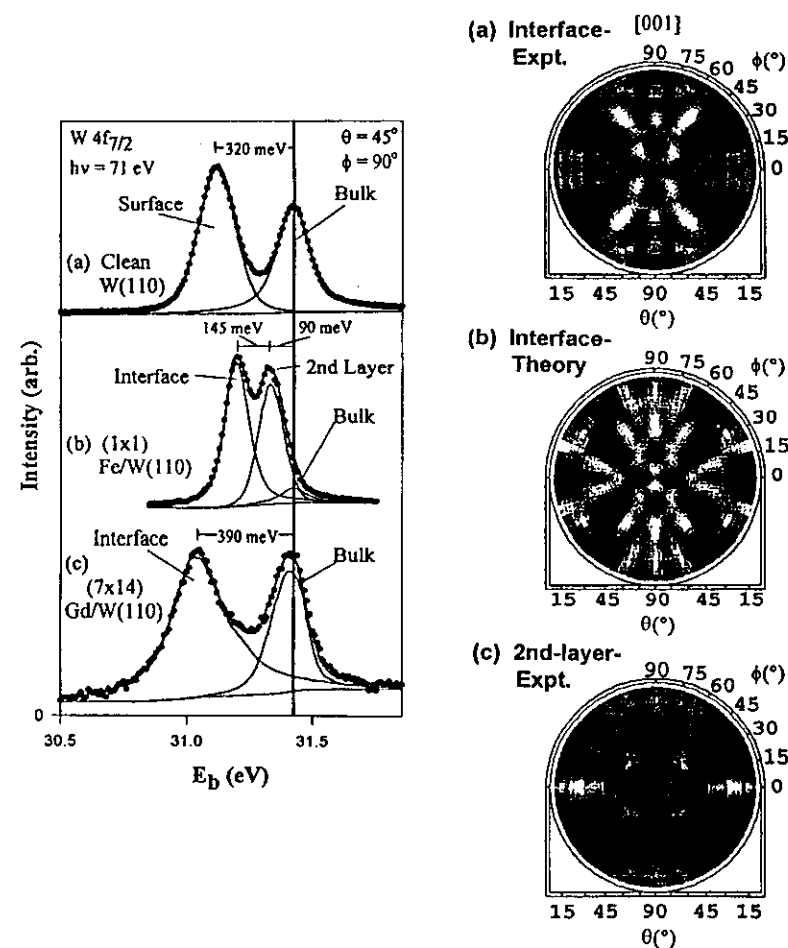 W 4f7/2
hν = 71 eV
320 meV
θ = 45°
ϕ = 90°
Surface
Bulk
(a) Clean
W(110)
145 meV
90 meV
Interface
2nd Layer
Bulk
(b) (1x1)
Fe/W(110)
Interface
390 meV
Bulk
(c)
(7x14)
Gd/W(110)
Intensity (arb.)
0
30.5 31.0 31.5
Eb (eV)
(a) Interface-
Expt.
[001]
90 75 60 45 30 15 0
ϕ(°)
15 45 90 45 15
θ(°)
(b) Interface-
Theory
90 75 60 45 30 15 0
ϕ(°)
15 45 90 45 15
θ(°)
(c) 2nd-layer-
Expt.
90 75 60 45 30 15 0
ϕ(°)
15 45 90 45 15
θ(°)